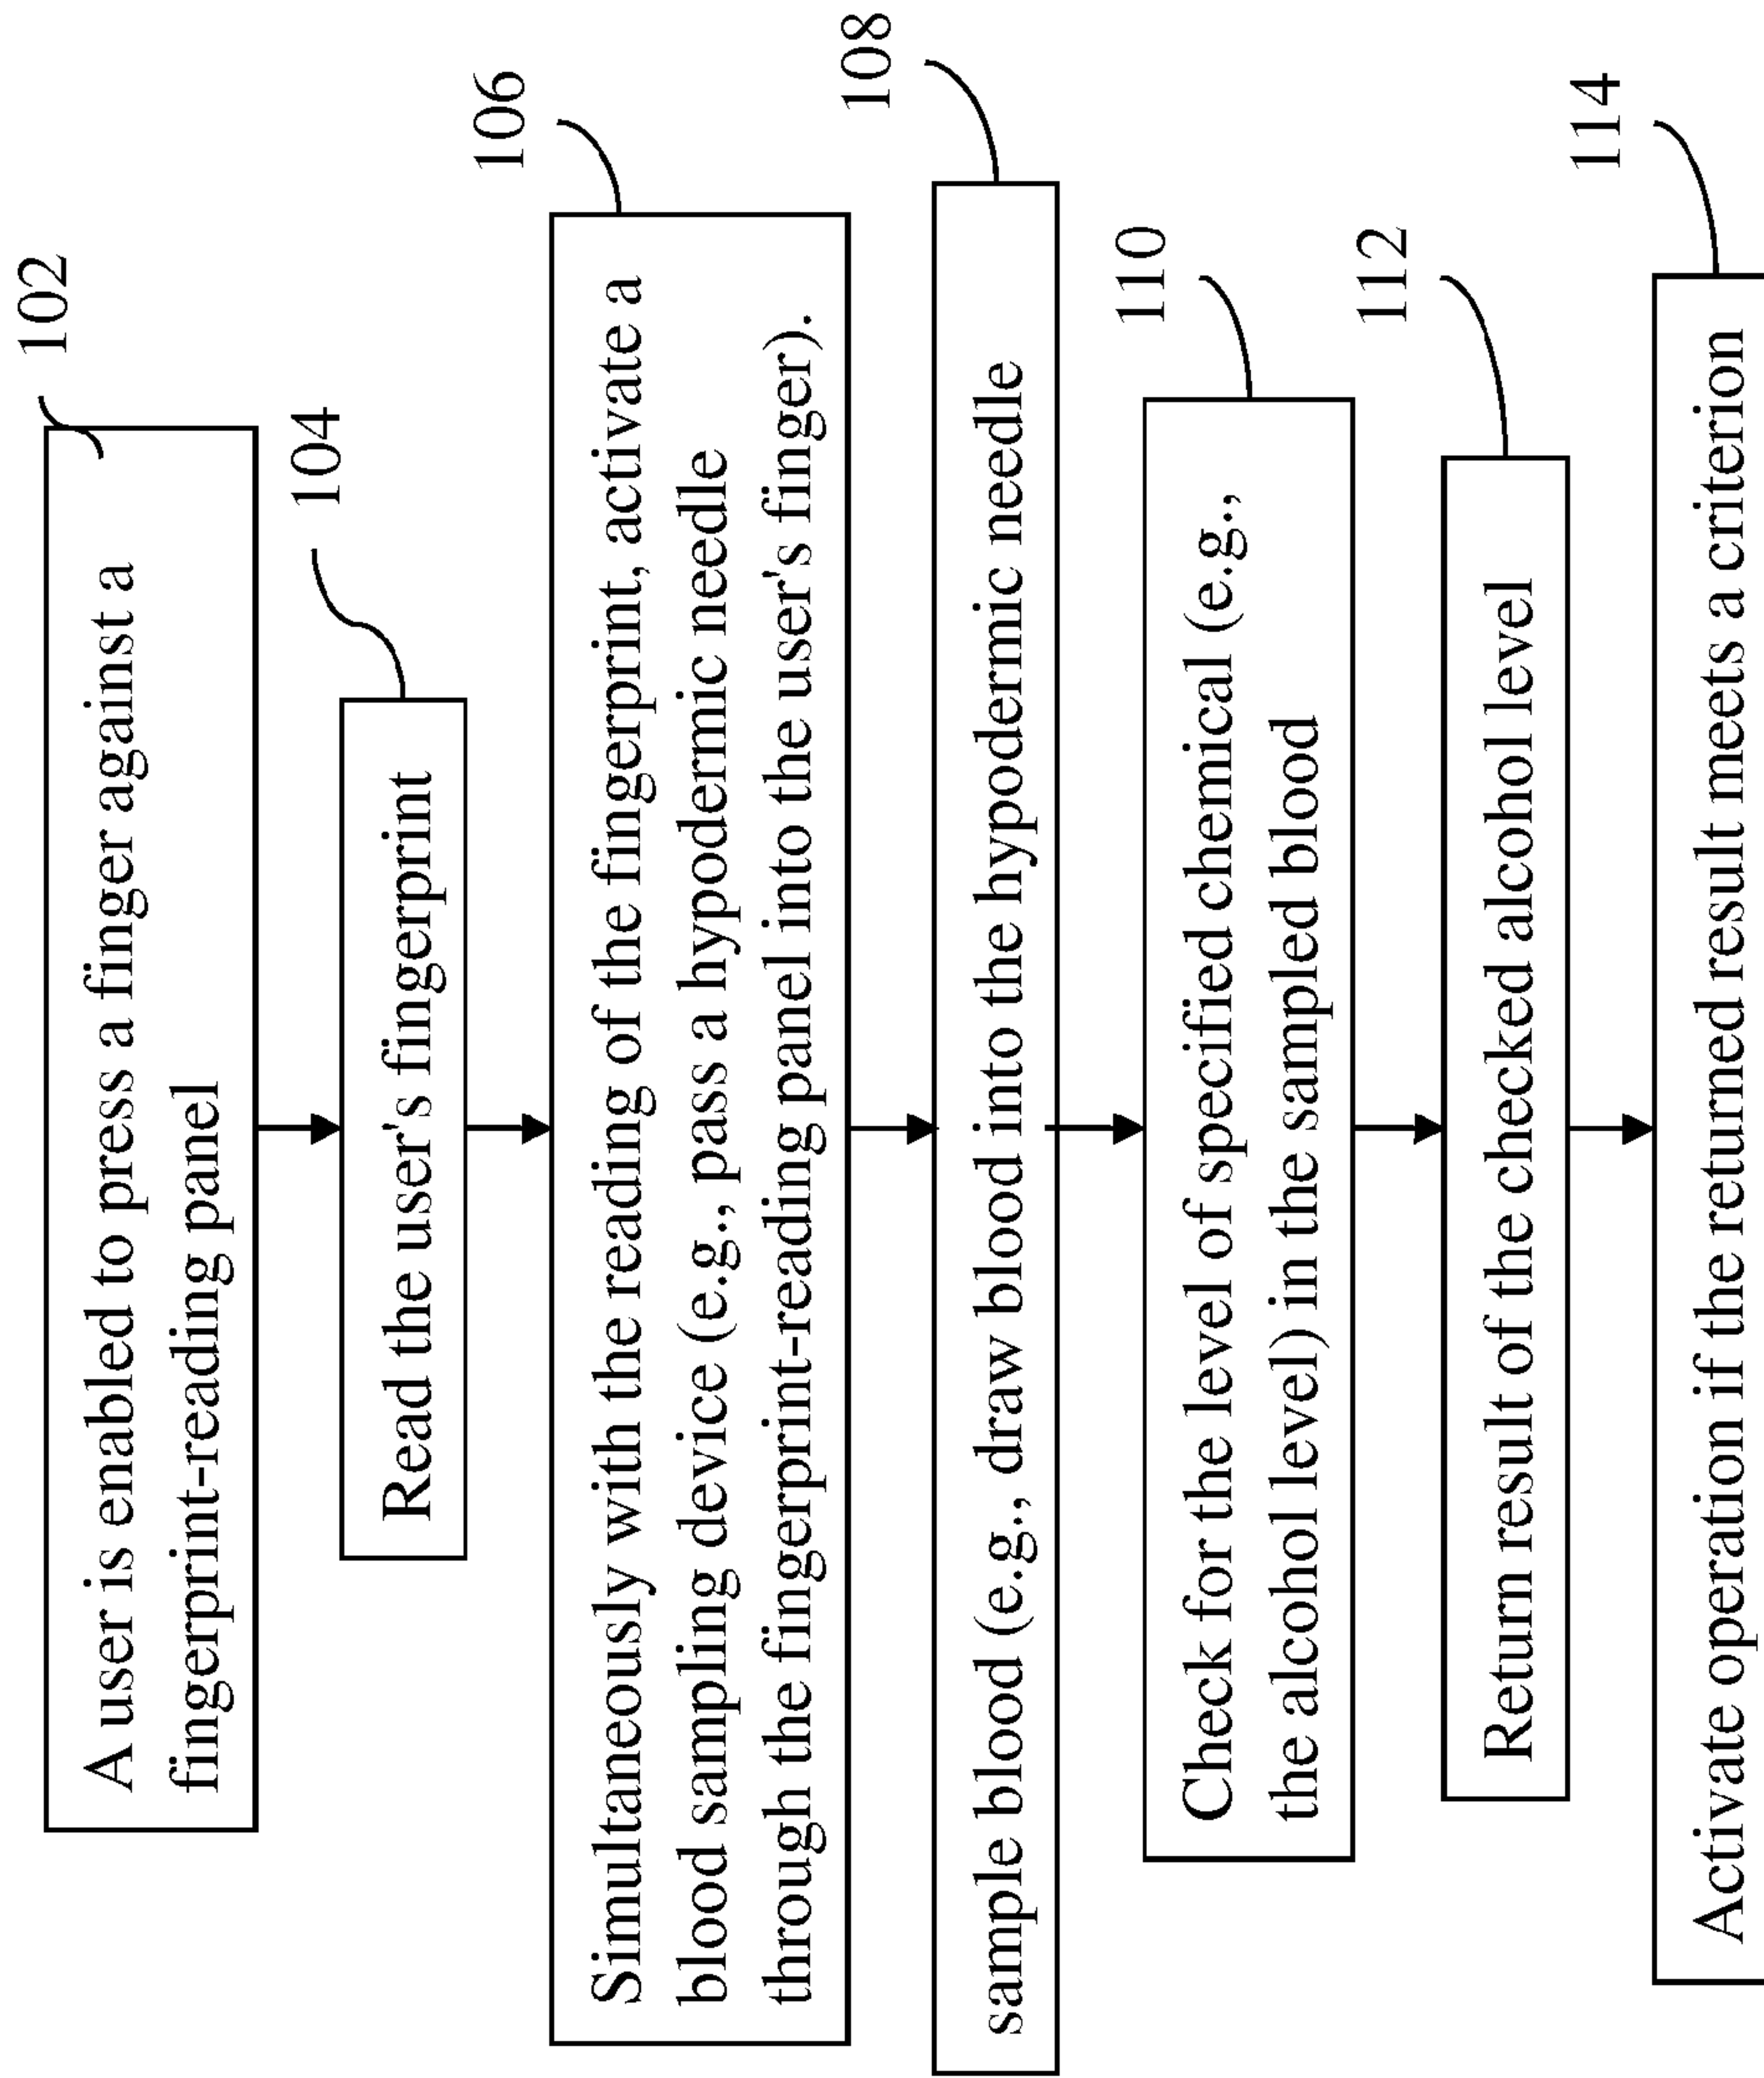 102
A user is enabled to press a finger against a
fingerprint-reading panel
104
Read the user's fingerprint
106
Simultaneously with the reading of the fingerprint, activate a
blood sampling device (e.g., pass a hypodermic needle
through the fingerprint-reading panel into the user's finger).
108
sample blood (e.g., draw blood into the hypodermic needle
110
Check for the level of specified chemical (e.g.,
the alcohol level) in the sampled blood
112
Return result of the checked alcohol level
114
Activate operation if the returned result meets a criterion